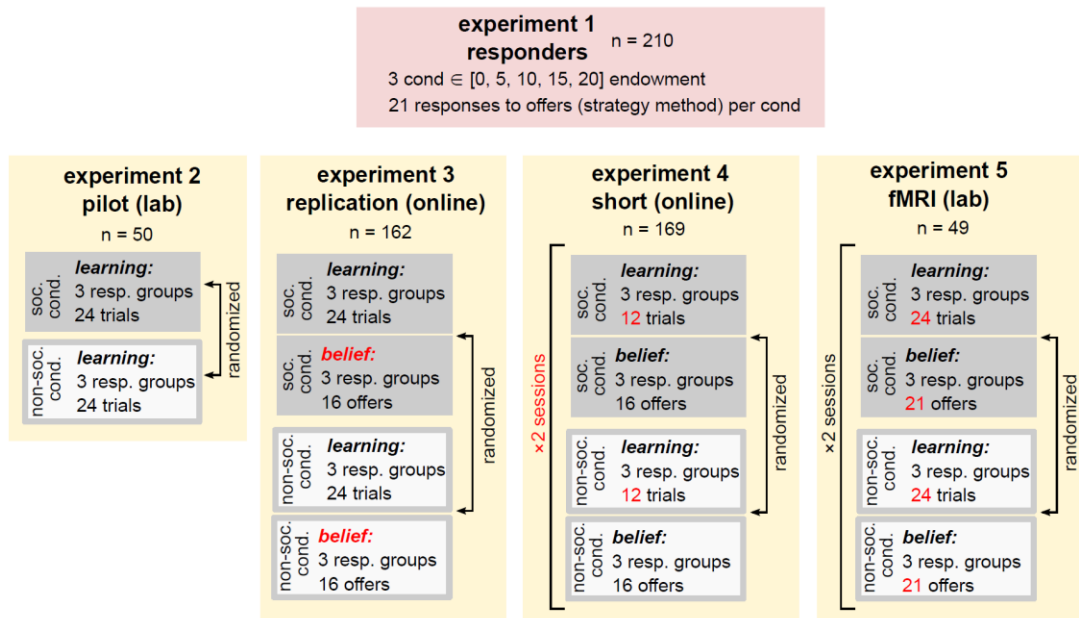 experiment 1
responders
n = 210
3 cond ∈ [0, 5, 10, 15, 20] endowment
21 responses to offers (strategy method) per cond
experiment 2
pilot (lab)
n = 50
soc.
cond.
learning:
3 resp. groups
24 trials
non-soc.
cond.
learning:
3 resp. groups
24 trials
randomized
experiment 3
replication (online)
n = 162
soc.
cond.
learning:
3 resp. groups
24 trials
soc.
cond.
belief:
3 resp. groups
16 offers
non-soc.
cond.
learning:
3 resp. groups
24 trials
non-soc.
cond.
belief:
3 resp. groups
16 offers
randomized
experiment 4
short (online)
n = 169
×2 sessions
soc.
cond.
learning:
3 resp. groups
12 trials
soc.
cond.
belief:
3 resp. groups
16 offers
non-soc.
cond.
learning:
3 resp. groups
12 trials
non-soc.
cond.
belief:
3 resp. groups
16 offers
randomized
experiment 5
fMRI (lab)
n = 49
×2 sessions
soc.
cond.
learning:
3 resp. groups
24 trials
soc.
cond.
belief:
3 resp. groups
21 offers
non-soc.
cond.
learning:
3 resp. groups
24 trials
non-soc.
cond.
belief:
3 resp. groups
21 offers
randomized